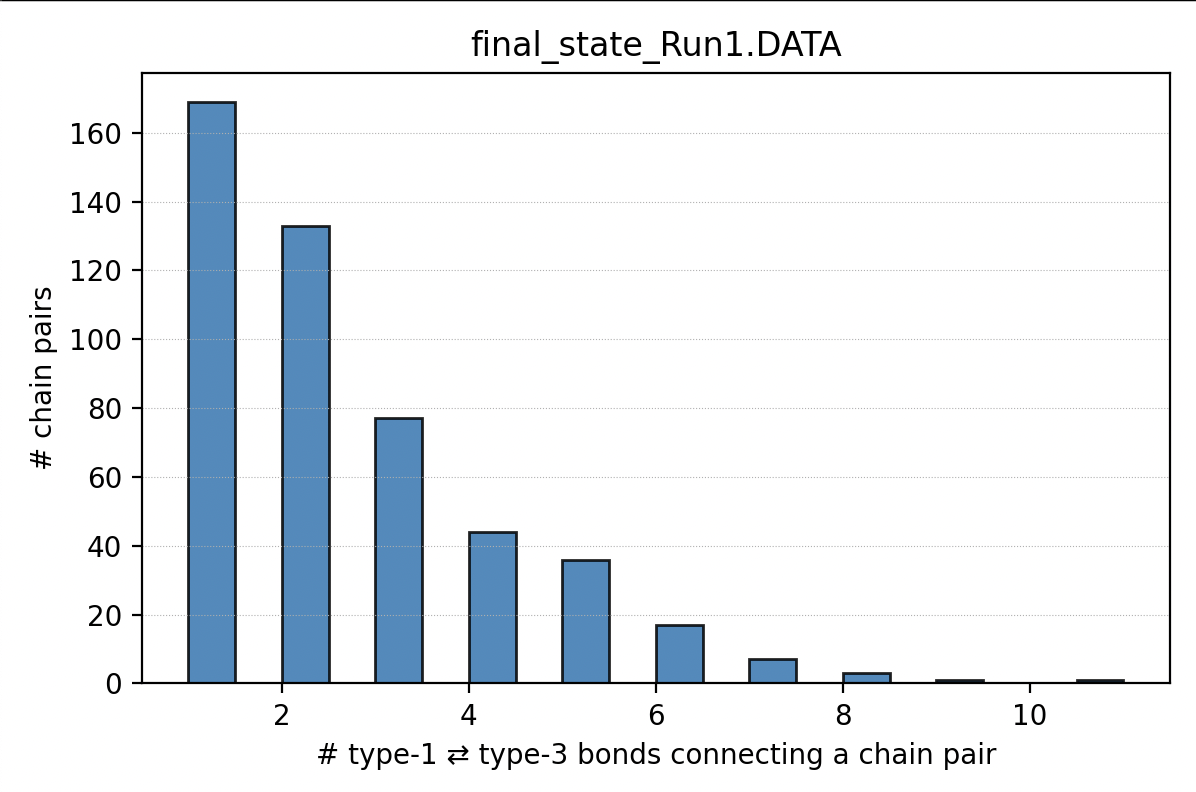 final_state_Run1.DATA
160
140
120
100
80
60
40
20
0
# chain pairs
2 4 6 8 10
# type-1 ⇄ type-3 bonds connecting a chain pair